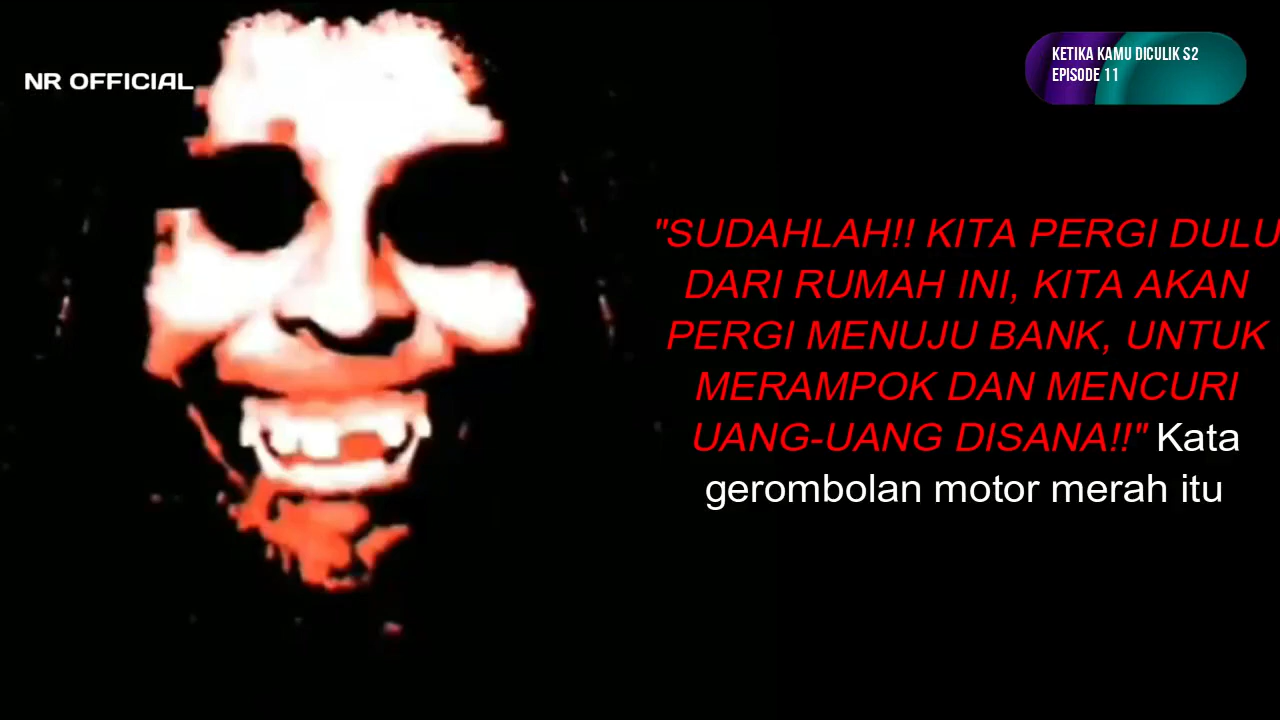 NR OFFICIAL
KETIKA KAMU DICULIK S2
EPISODE 11
"SUDAHLAH!! KITA PERGI DULU
DARI RUMAH INI, KITA AKAN
PERGI MENUJU BANK, UNTUK
MERAMPOK DAN MENCURI
UANG-UANG DISANA!!" Kata
gerombolan motor merah itu